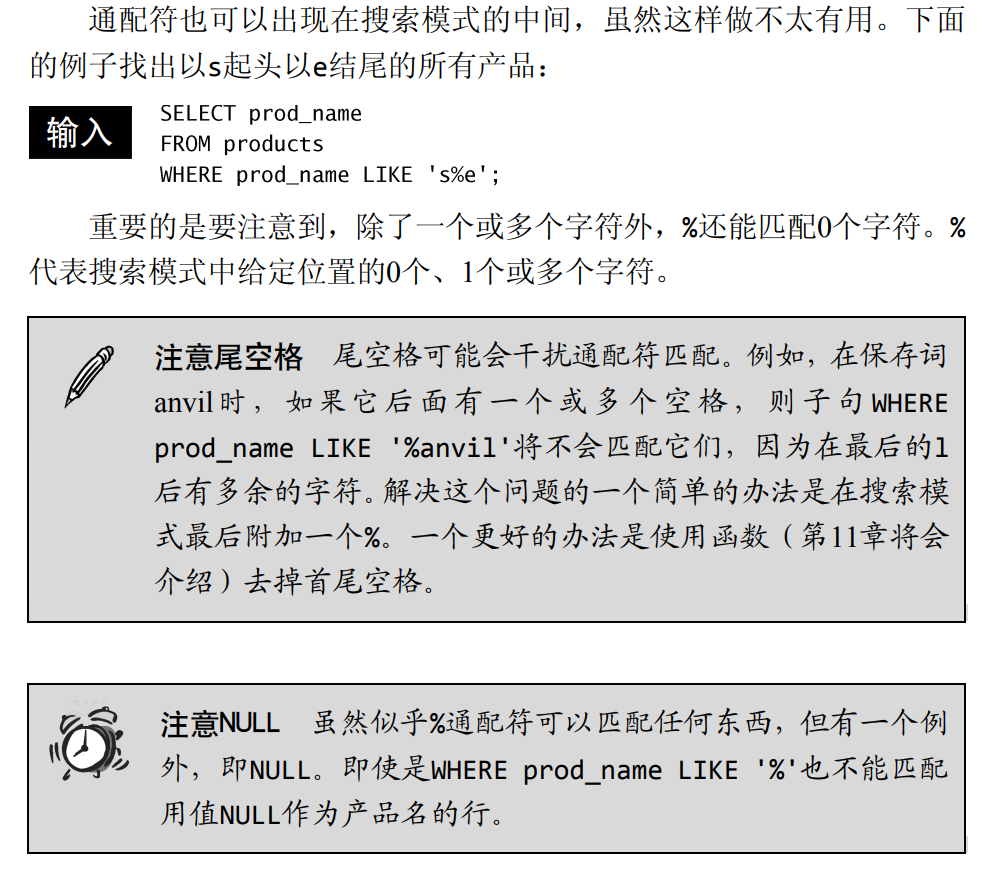 通配符也可以出现在搜索模式的中间，虽然这样做不太有用。下面
的例子找出以s起头以e结尾的所有产品：
输入
SELECT prod_name
FROM products
WHERE prod_name LIKE 's%e';
重要的是要注意到，除了一个或多个字符外，%还能匹配0个字符。%
代表搜索模式中给定位置的0个、1个或多个字符。
注意尾空格 尾空格可能会干扰通配符匹配。例如，在保存词
anvil时，如果它后面有一个或多个空格，则子句WHERE
prod_name LIKE '%anvil'将不会匹配它们，因为在最后的l
后有多余的字符。解决这个问题的一个简单的办法是在搜索模
式最后附加一个%。一个更好的办法是使用函数（第11章将会
介绍）去掉首尾空格。
注意NULL 虽然似乎%通配符可以匹配任何东西，但有一个例
外，即NULL。即使是WHERE prod_name LIKE '%'也不能匹配
用值NULL作为产品名的行。